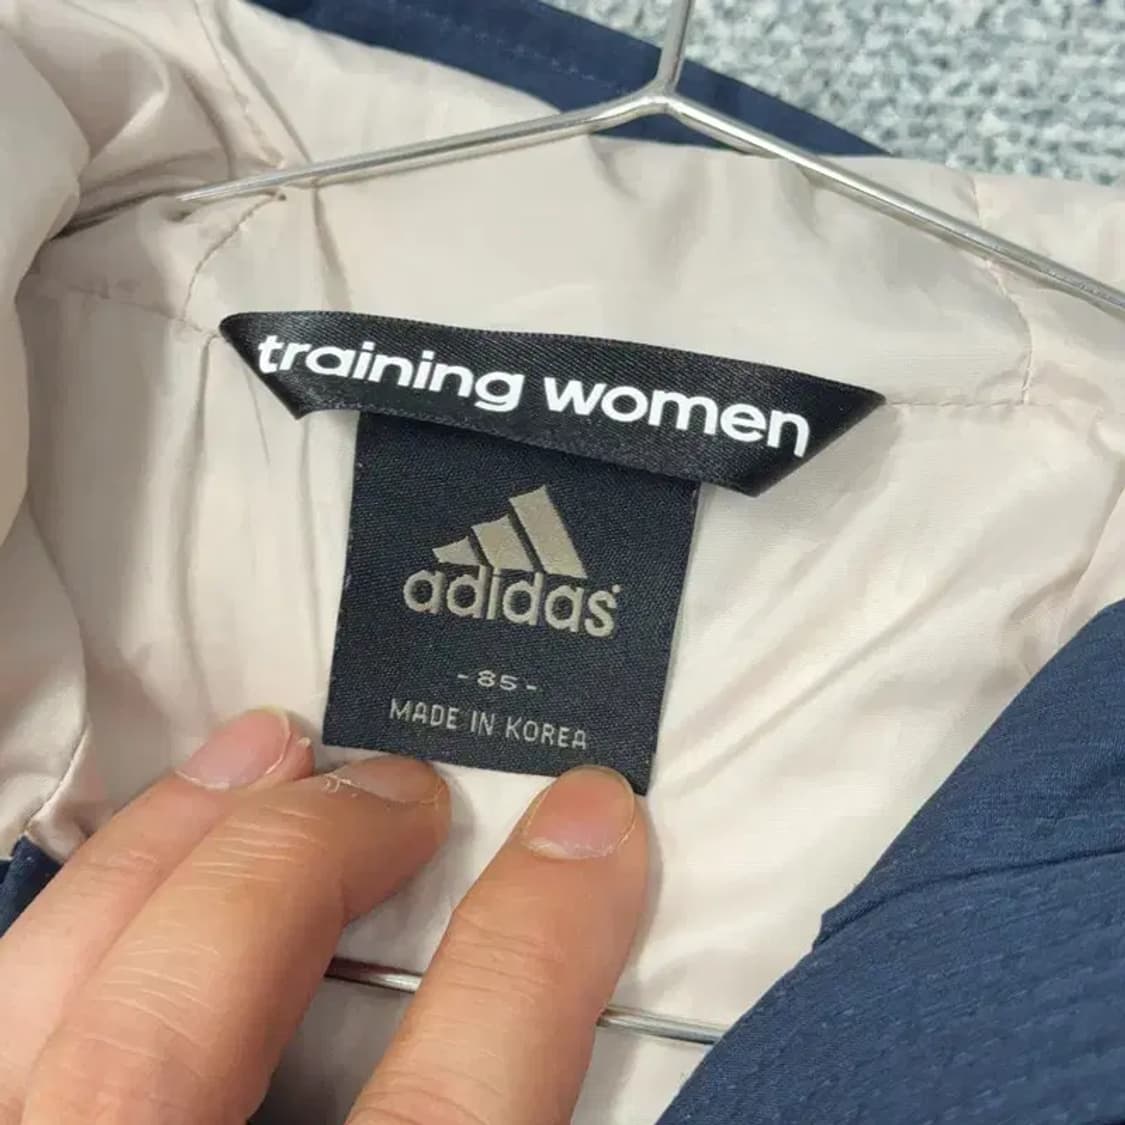 training women
adidas
- 85 -
MADE IN KOREA